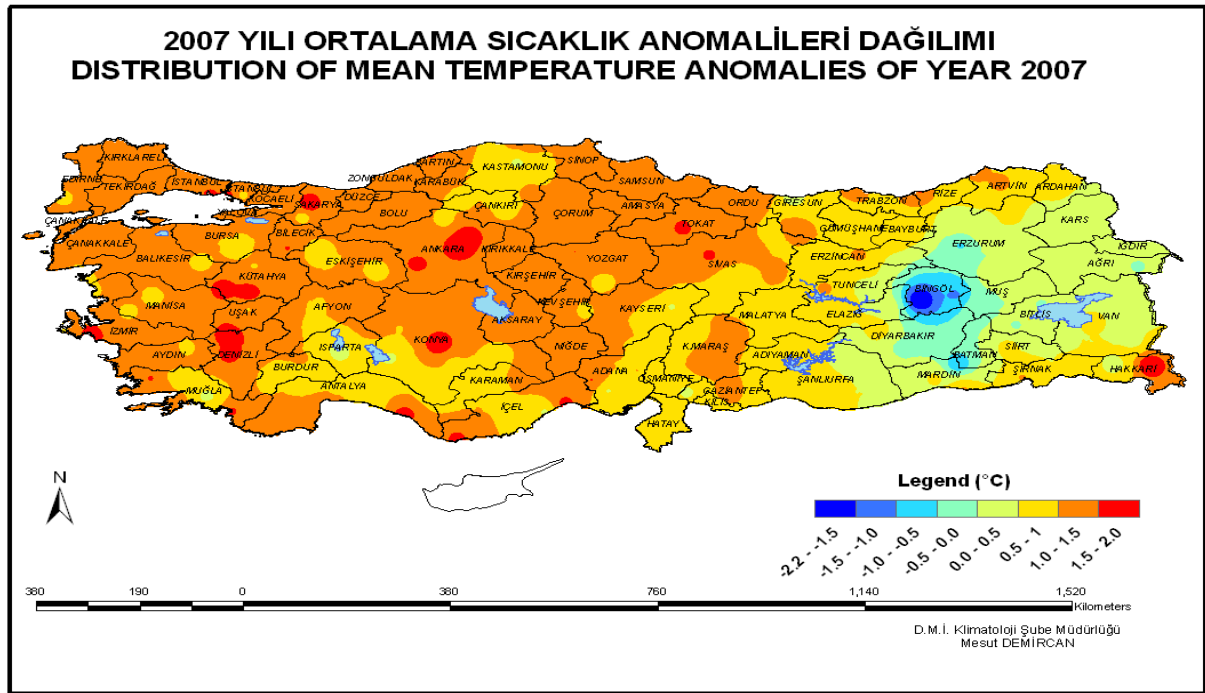 2007 YILI ORTALAMA SICAKLIK ANOMALİLERİ DAĞILIMI
DISTRIBUTION OF MEAN TEMPERATURE ANOMALIES OF YEAR 2007
KIRKLARELİ
EDİRNE
TEKİRDAĞ
İSTANBUL
İSTANBUL
KOCAELİ
YALOVA
SAKARYA
DÜZCE
ZONGULDAK
BARTIN
KARABÜK
KASTAMONU
SİNOP
SAMSUN
ORDU
GİRESUN
TRABZON
RİZE
ARTVİN
ARDAHAN
ÇANAKKALE
ÇANAKKALE
BALIKESİR
BURSA
BİLECİK
BOLU
ÇANKIRI
ÇORUM
AMASYA
TOKAT
GÜMÜŞHANE
BAYBURT
ERZURUM
KARS
IĞDIR
AĞRI
KÜTAHYA
ESKİŞEHİR
ANKARA
KIRIKKALE
YOZGAT
SİVAS
ERZİNCAN
TUNCELİ
BİNGÖL
MUŞ
MANİSA
UŞAK
AFYON
KIRŞEHİR
NEVŞEHİR
KAYSERİ
MALATYA
ELAZIĞ
BİTLİS
VAN
İZMİR
AYDIN
DENİZLİ
ISPARTA
BURDUR
KONYA
AKSARAY
NİĞDE
K.MARAŞ
ADIYAMAN
DİYARBAKIR
BATMAN
SİİRT
ŞIRNAK
HAKKARİ
MUĞLA
ANTALYA
KARAMAN
İÇEL
ADANA
OSMANİYE
GAZİANTEP
KİLİS
HATAY
ŞANLIURFA
MARDİN
N
Legend (°C)
-2.2 - -1.5
-1.5 - -1.0
-1.0 - -0.5
-0.5 - 0.0
0.0 - 0.5
0.5 - 1
1.0 - 1.5
1.5 - 2.0
380 190 0 380 760 1,140 1,520
Kilometers
D.M.İ. Klimatoloji Şube Müdürlüğü
Mesut DEMİRCAN